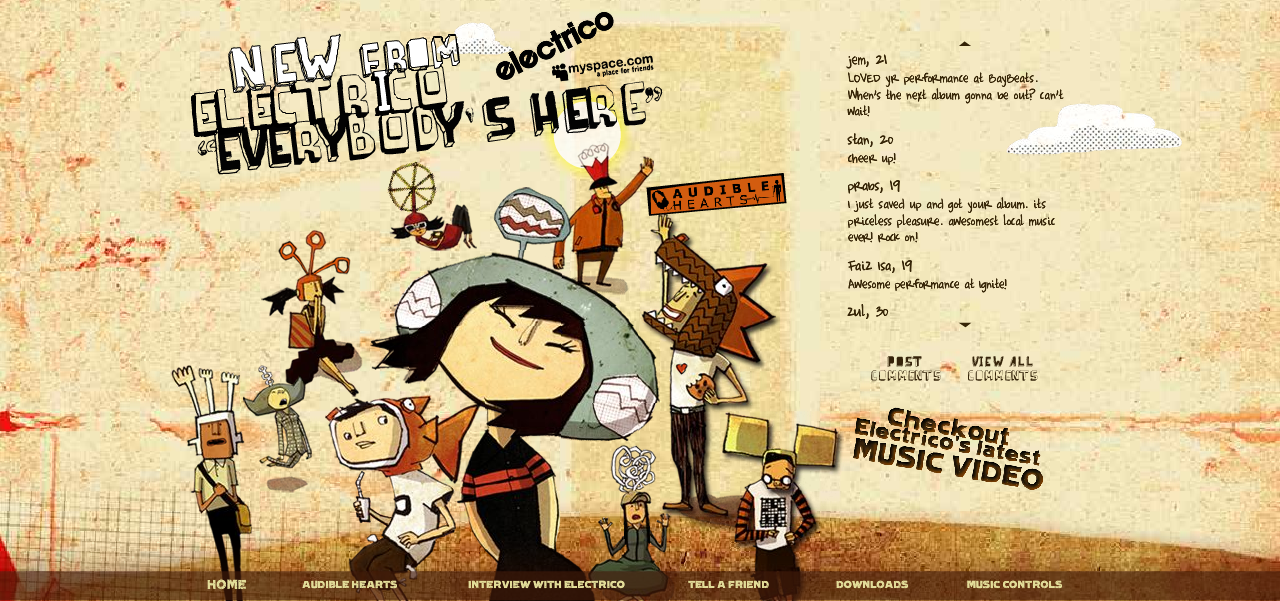 NEW FROM
ELECTRICO
“EVERYBODY'S HERE”
electrico
myspace.com
a place for friends
AUDIBLE
HEARTS
jem, 21
LOVED yr performance at BayBeats.
When's the next album gonna be out? can't
wait!
stan, 20
cheer up!
prabs, 19
i just saved up and got your album. its
priceless pleasure. awesomest local music
ever! rock on!
Faiz Isa, 19
Awesome performance at Ignite!
zul, 30
POST
COMMENTS
VIEW ALL
COMMENTS
Checkout
Electrico's latest
MUSIC VIDEO
HOME
AUDIBLE HEARTS
INTERVIEW WITH ELECTRICO
TELL A FRIEND
DOWNLOADS
MUSIC CONTROLS